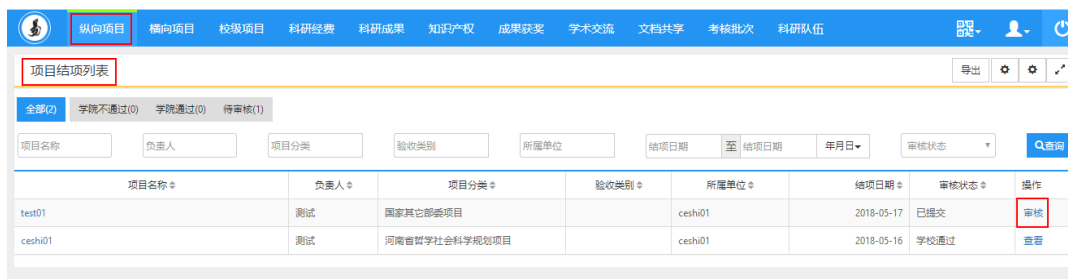 纵向项目 横向项目 校级项目 科研经费 科研成果 知识产权 成果获奖 学术交流 文档共享 考核批次 科研队伍
项目结项列表 导出
全部(2) 学院不通过(0) 学院通过(0) 待审核(1)
项目名称 负责人 项目分类 验收类别 所属单位 结项日期 至 结项日期 年月日 审核状态 查询
项目名称 负责人 项目分类 验收类别 所属单位 结项日期 审核状态 操作
test01 测试 国家其它部委项目 ceshi01 2018-05-17 已提交 审核
ceshi01 测试 河南省哲学社会科学规划项目 ceshi01 2018-05-16 学校通过 查看